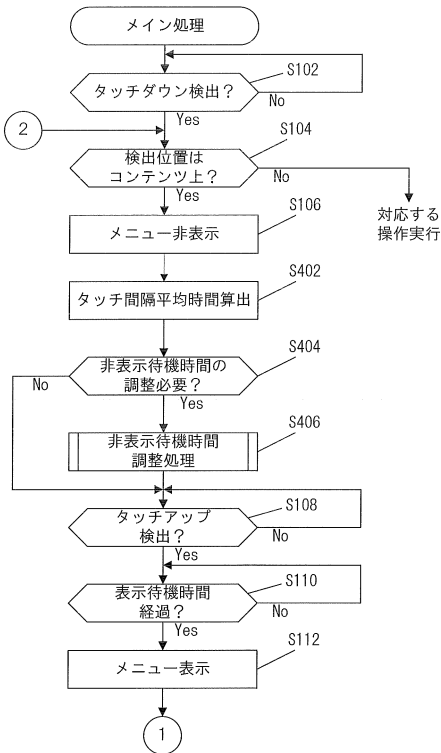 メイン処理
S102
タッチダウン検出？
No
Yes
2
S104
検出位置は
コンテンツ上？
No
Yes
対応する
操作実行
S106
メニュー非表示
S402
タッチ間隔平均時間算出
S404
非表示待機時間の
調整必要？
No
Yes
S406
非表示待機時間
調整処理
S108
タッチアップ
検出？
No
Yes
S110
表示待機時間
経過？
No
Yes
S112
メニュー表示
1